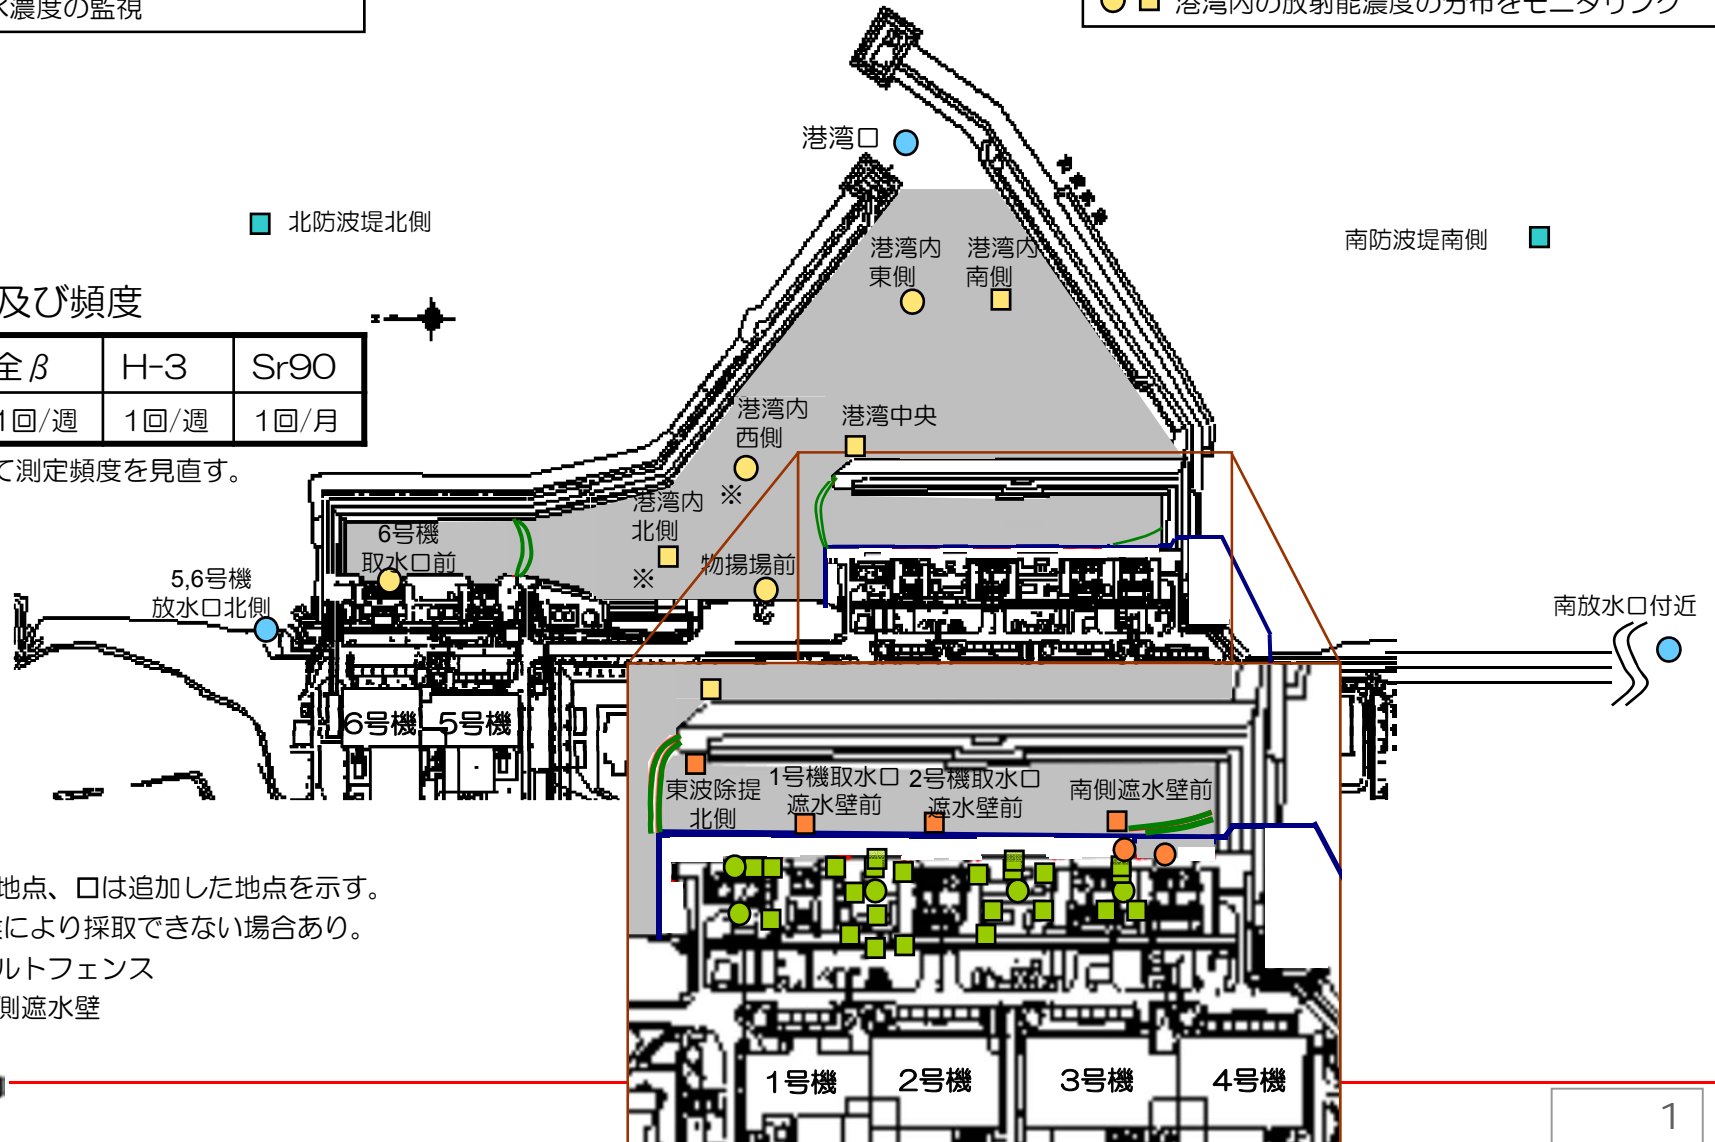 水濃度の監視
港湾内の放射能濃度の分布をモニタリング
港湾口
北防波堤北側
南防波堤南側
港湾内
東側
港湾内
南側
及び頻度
全β H-3 Sr90
1回/週 1回/週 1回/月
て測定頻度を見直す。
港湾内
西側
※
港湾中央
港湾内
北側
※
6号機
取水口前
物揚場前
5,6号機
放水口北側
南放水口付近
6号機 5号機
東波除堤
北側
1号機取水口
遮水壁前
2号機取水口
遮水壁前
南側遮水壁前
地点、口は追加した地点を示す。
により採取できない場合あり。
ルトフェンス
側遮水壁
1号機 2号機 3号機 4号機
1